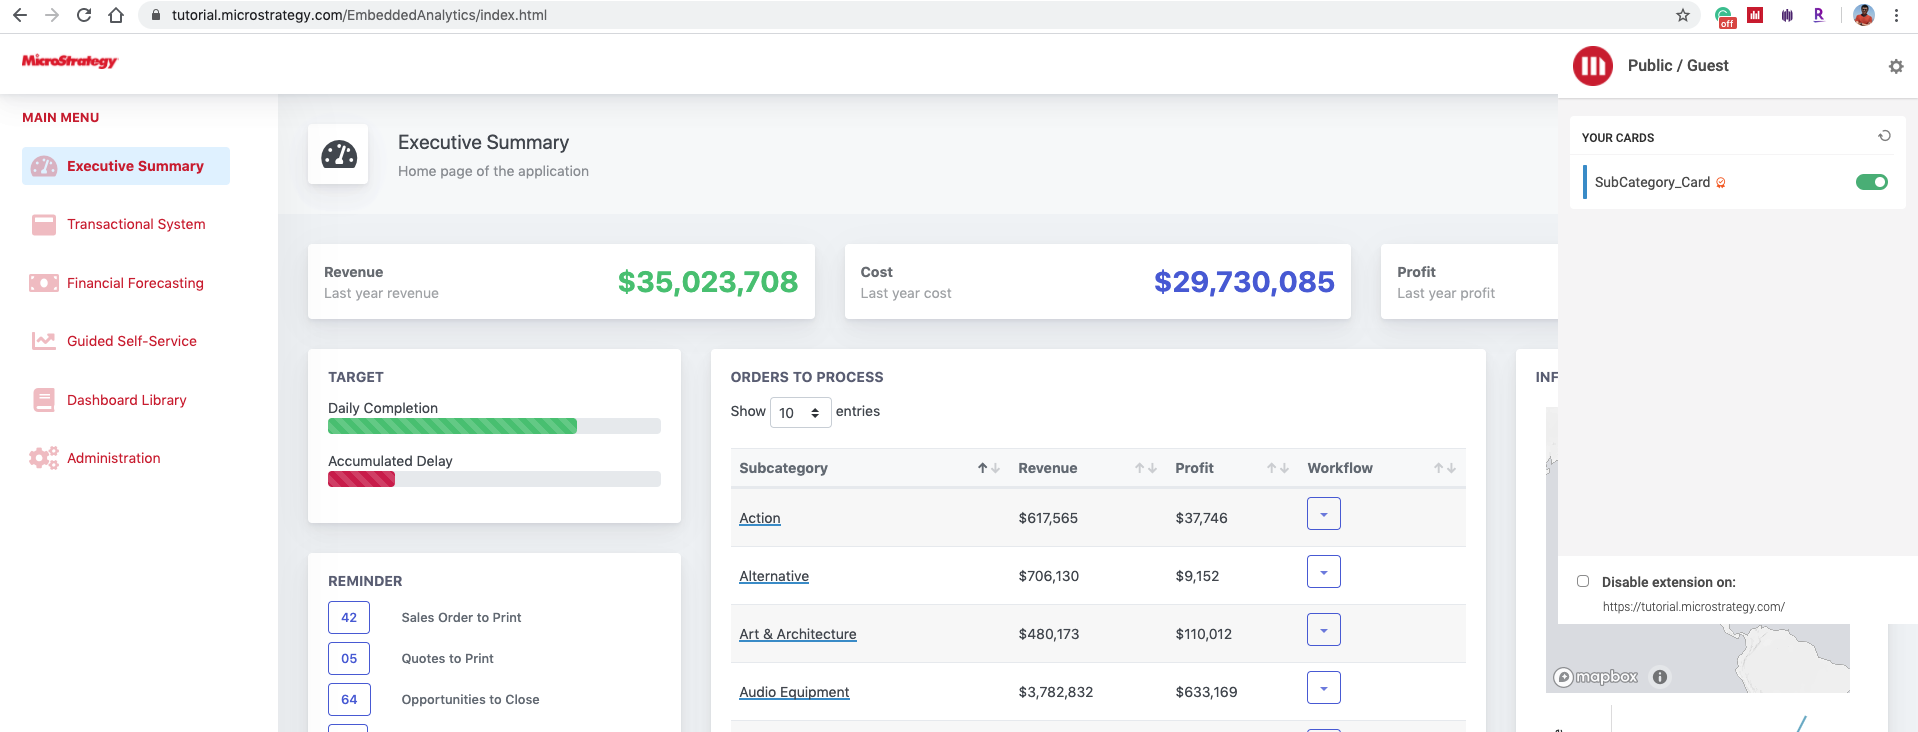 tutorial.microstrategy.com/EmbeddedAnalytics/index.html
off
R
MicroStrategy
Public / Guest
MAIN MENU
Executive Summary
Transactional System
Financial Forecasting
Guided Self-Service
Dashboard Library
Administration
Executive Summary
Home page of the application
YOUR CARDS
SubCategory_Card
Revenue
Last year revenue
$35,023,708
Cost
Last year cost
$29,730,085
Profit
Last year profit
TARGET
Daily Completion
Accumulated Delay
REMINDER
42 Sales Order to Print
05 Quotes to Print
64 Opportunities to Close
ORDERS TO PROCESS
Show 10 entries
Subcategory Revenue Profit Workflow
Action $617,565 $37,746
Alternative $706,130 $9,152
Art & Architecture $480,173 $110,012
Audio Equipment $3,782,832 $633,169
INF
Disable extension on:
https://tutorial.microstrategy.com/
mapbox